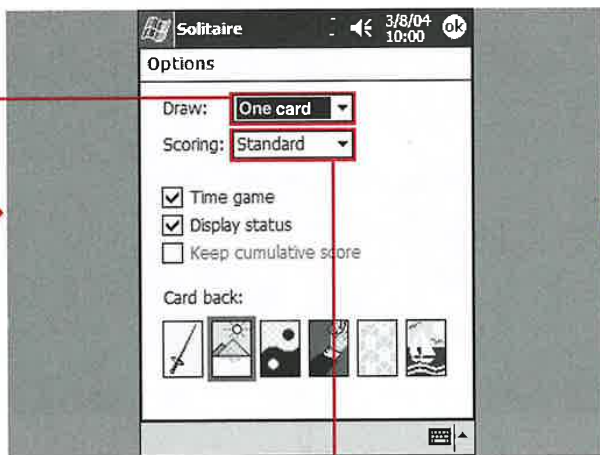 Solitaire
3/8/04
10:00
ok
Options
Draw: One card
Scoring: Standard
Time game
Display status
Keep cumulative score
Card back: